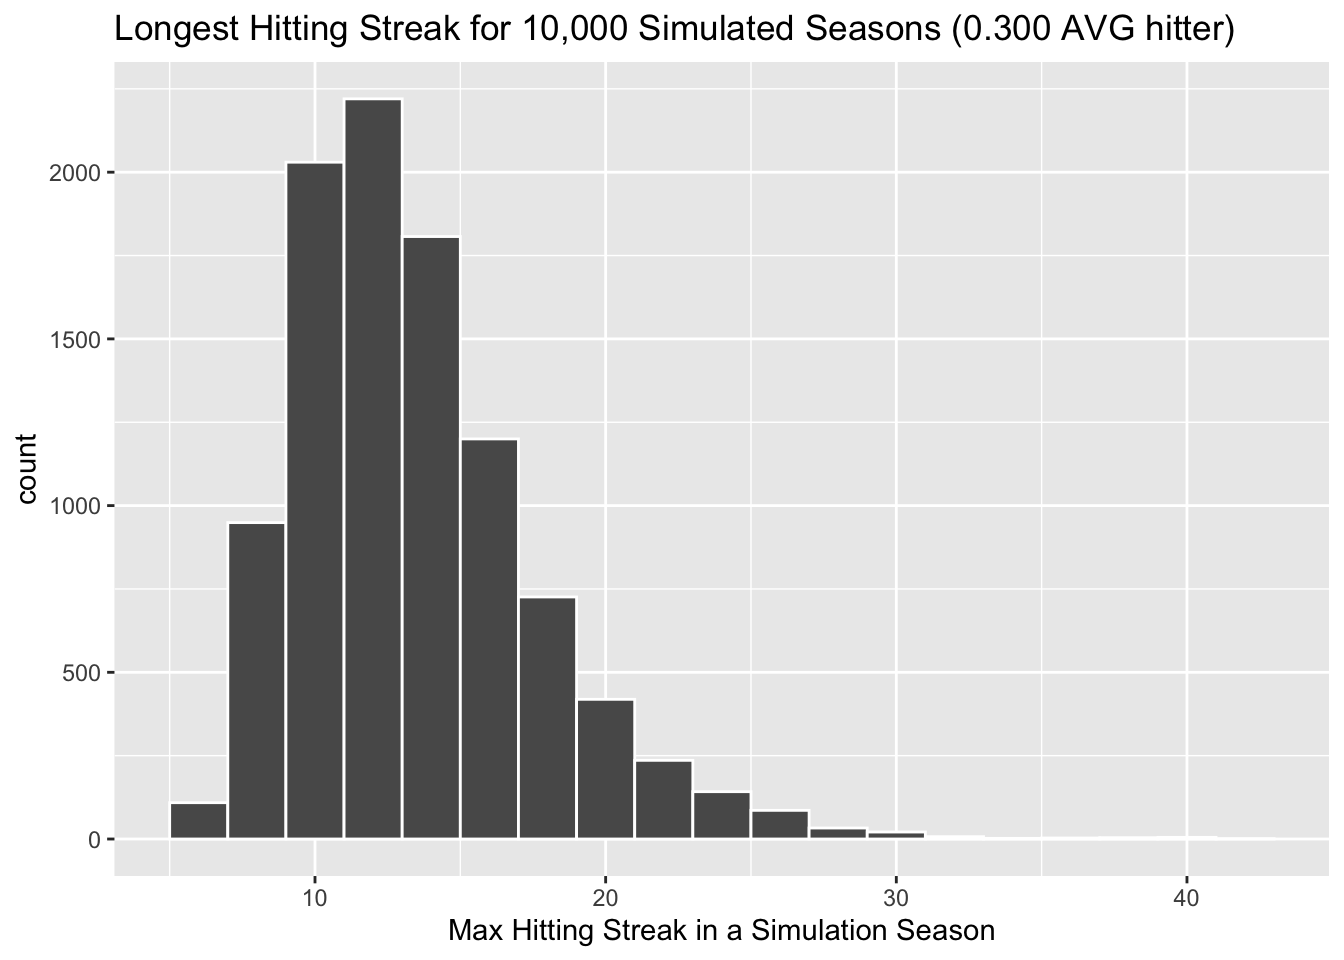 Longest Hitting Streak for 10,000 Simulated Seasons (0.300 AVG hitter)
2000
1500
1000
500
0
count
10 20 30 40
Max Hitting Streak in a Simulation Season